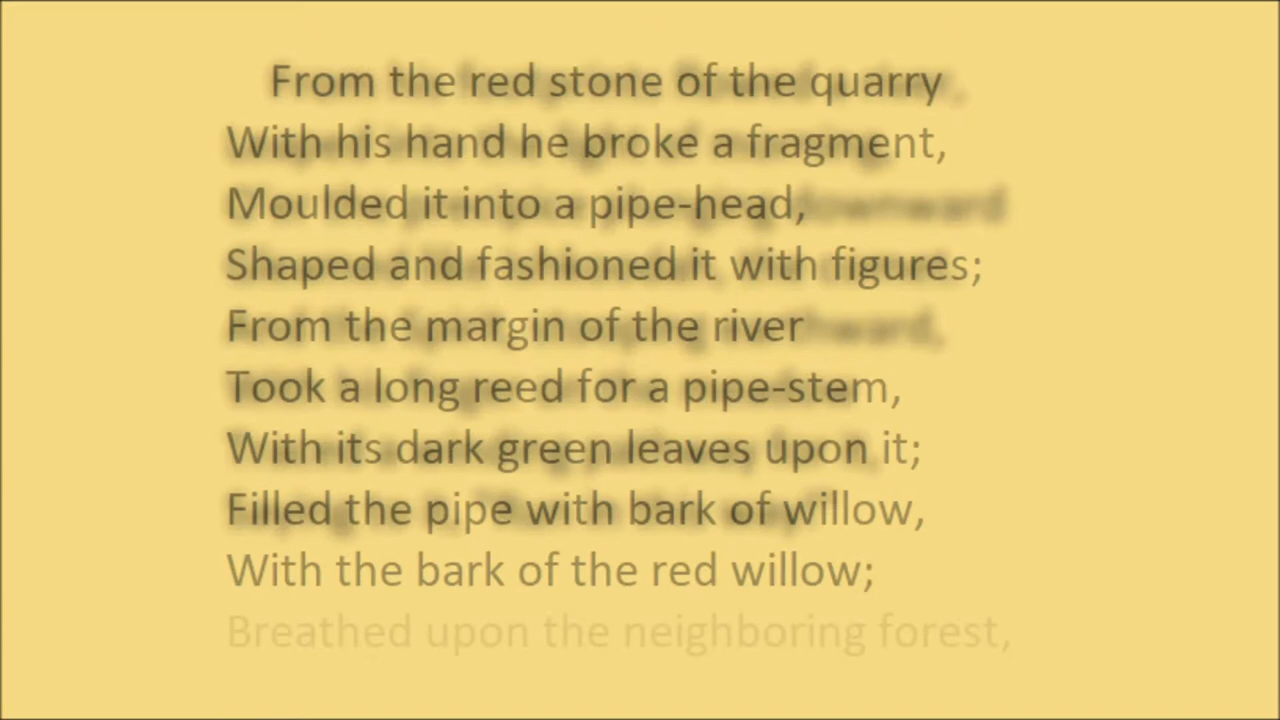 From the red stone of the quarry
With his hand he broke a fragment,
Moulded it into a pipe-head,
Shaped and fashioned it with figures;
From the margin of the river
Took a long reed for a pipe-stem,
With its dark green leaves upon it;
Filled the pipe with bark of willow,
With the bark of the red willow;
Breathed upon the neighboring forest,